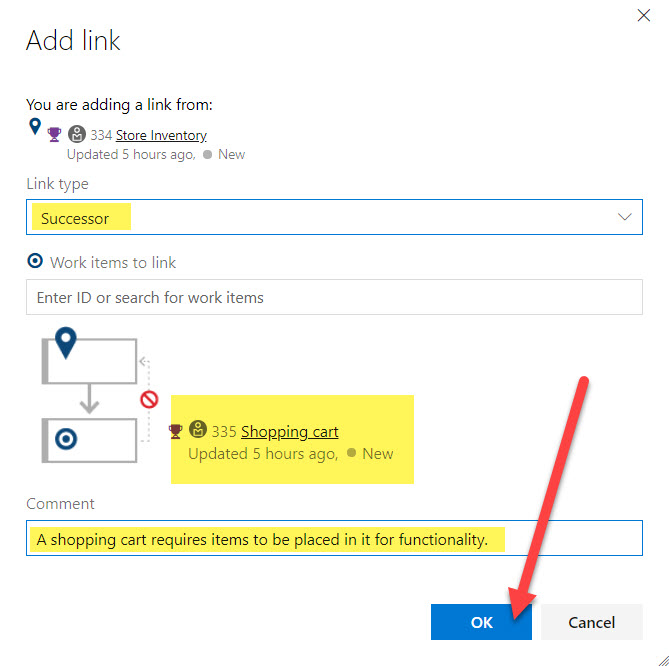 Add link
You are adding a link from:
334 Store Inventory
Updated 5 hours ago, New
Link type
Successor
Work items to link
Enter ID or search for work items
335 Shopping cart
Updated 5 hours ago, New
Comment
A shopping cart requires items to be placed in it for functionality.
OK Cancel